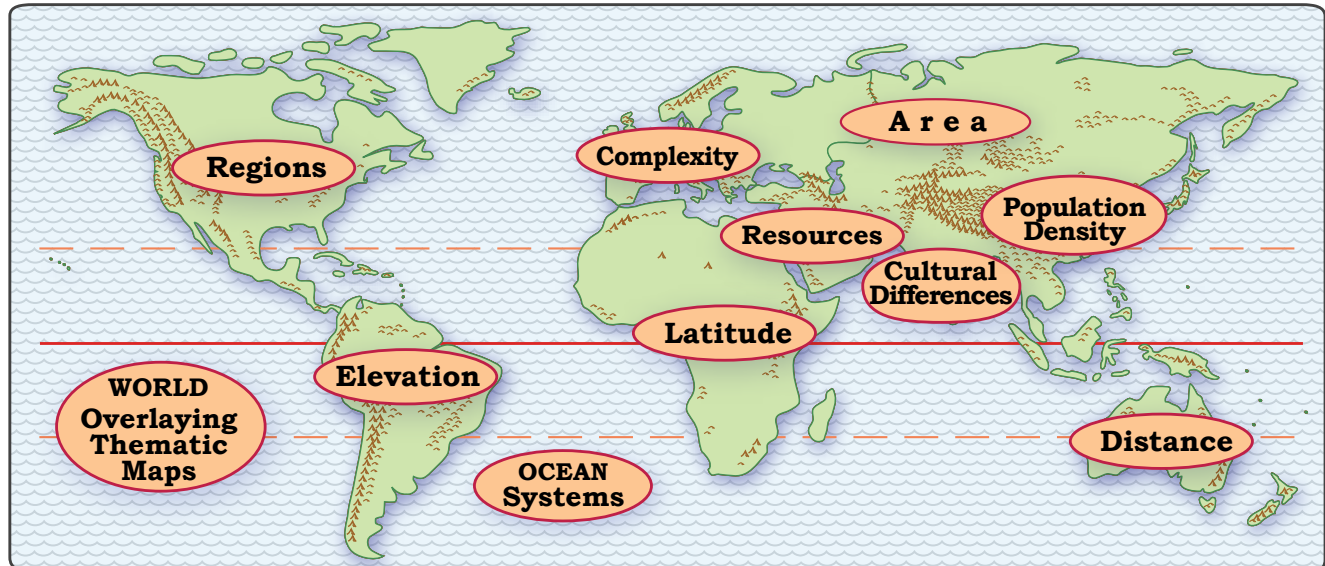 A r e a
Complexity
Regions
Population
Density
Resources
Cultural
Differences
Latitude
Elevation
WORLD
Overlaying
Thematic
Maps
Distance
OCEAN
Systems